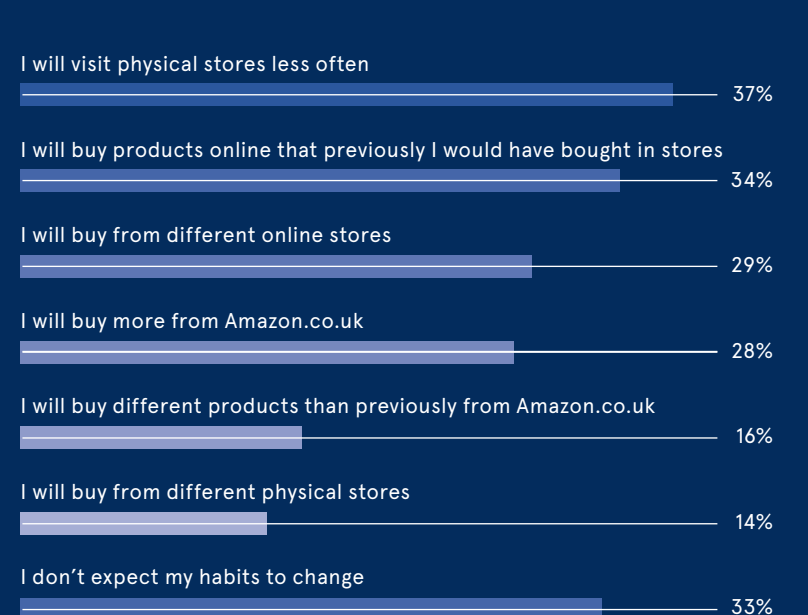 I will visit physical stores less often
37%
I will buy products online that previously I would have bought in stores
34%
I will buy from different online stores
29%
I will buy more from Amazon.co.uk
28%
I will buy different products than previously from Amazon.co.uk
16%
I will buy from different physical stores
14%
I don’t expect my habits to change
33%